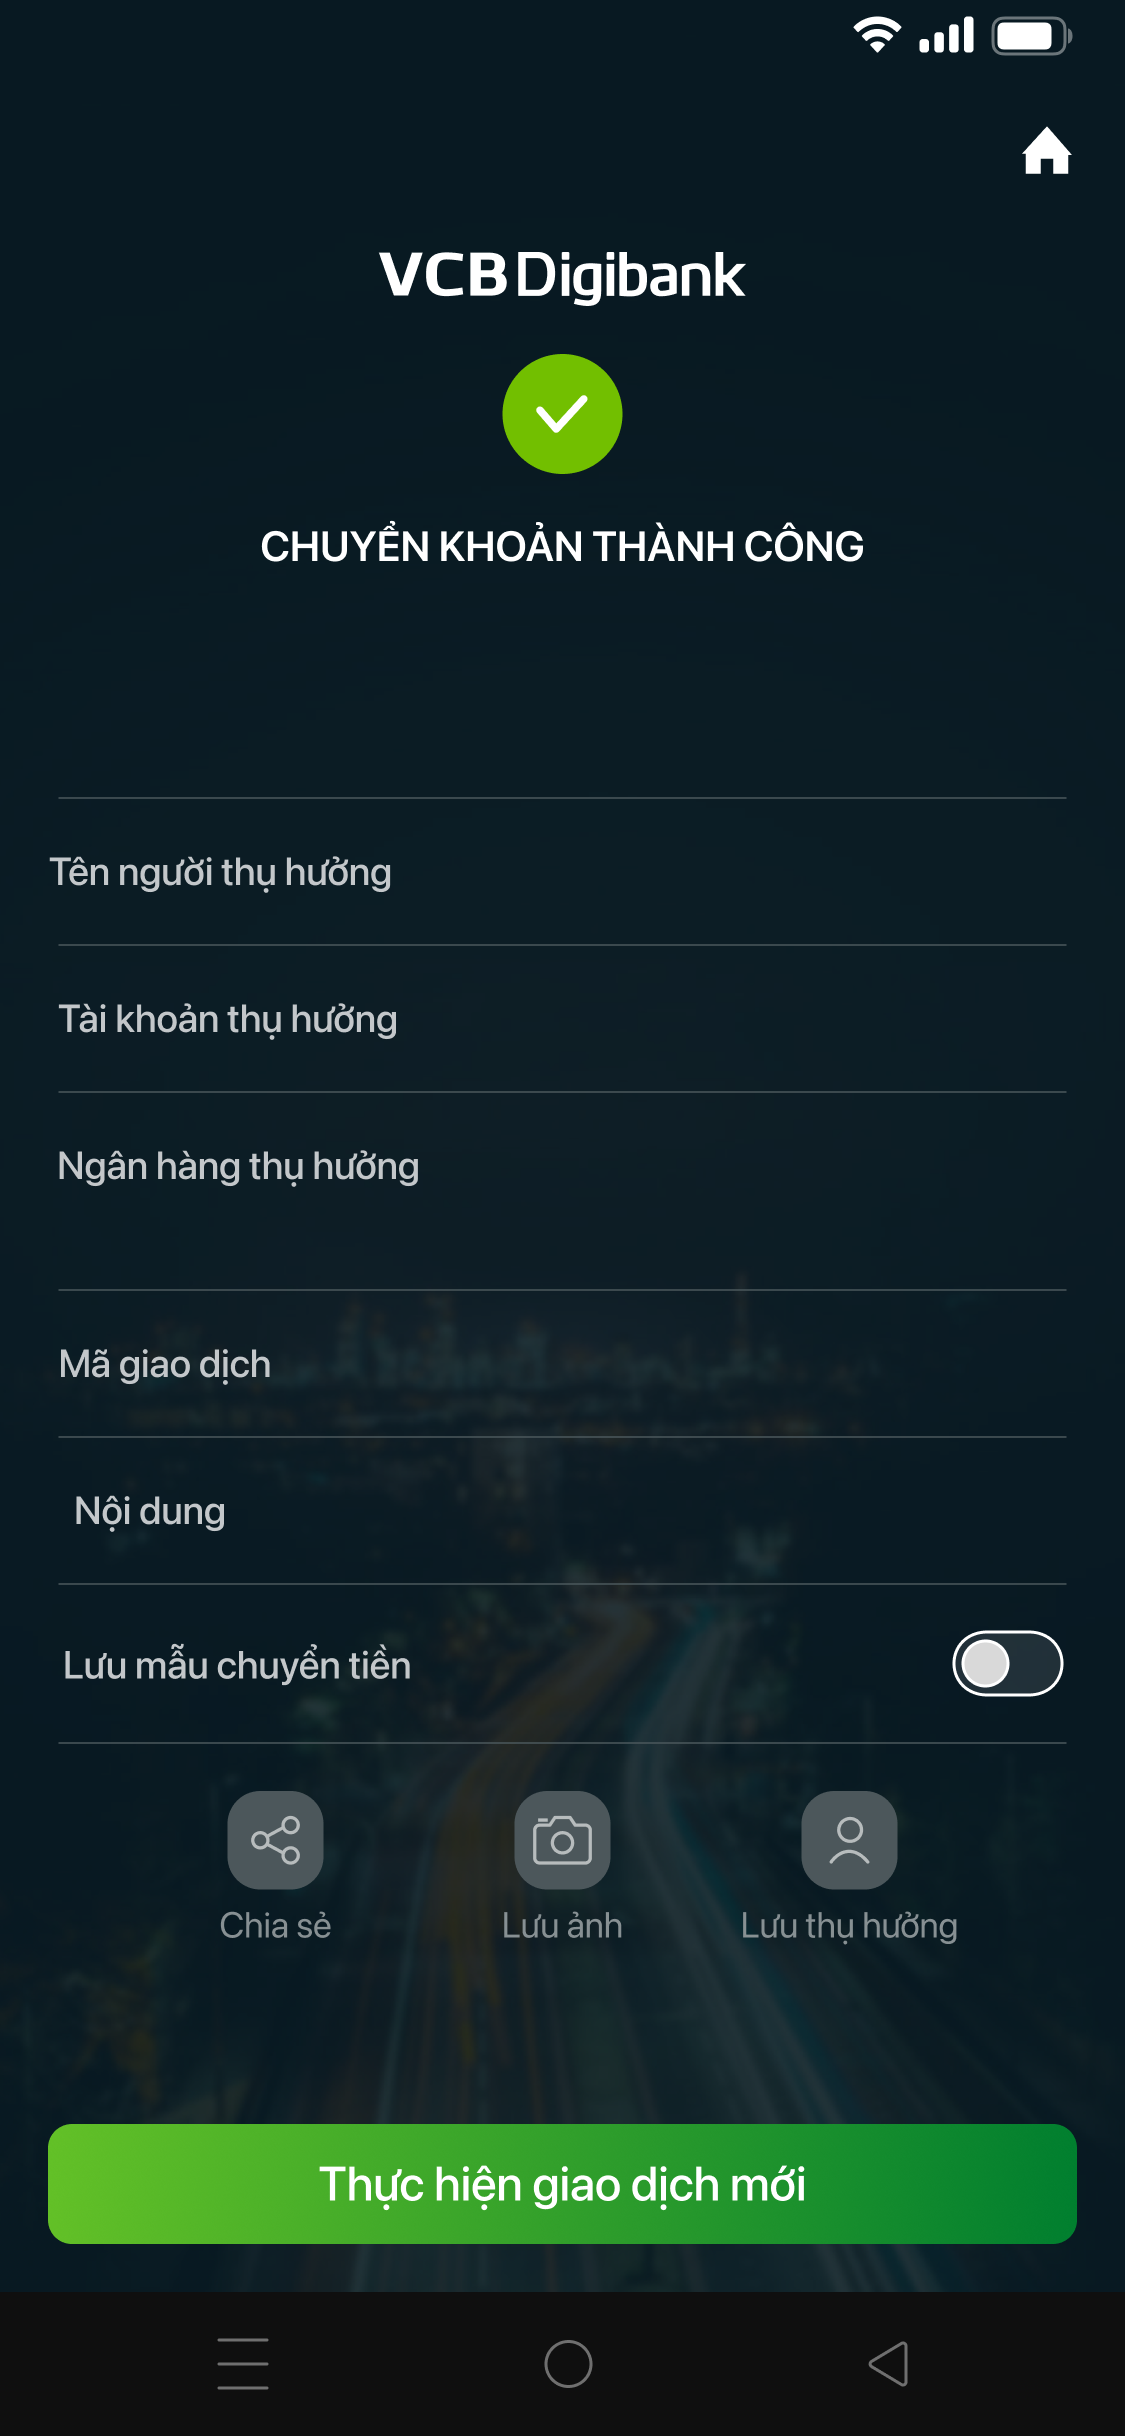 VCB Digibank
CHUYỂN KHOẢN THÀNH CÔNG
Tên người thụ hưởng
Tài khoản thụ hưởng
Ngân hàng thụ hưởng
Mã giao dịch
Nội dung
Lưu mẫu chuyển tiền
Chia sẻ
Lưu ảnh
Lưu thụ hưởng
Thực hiện giao dịch mới